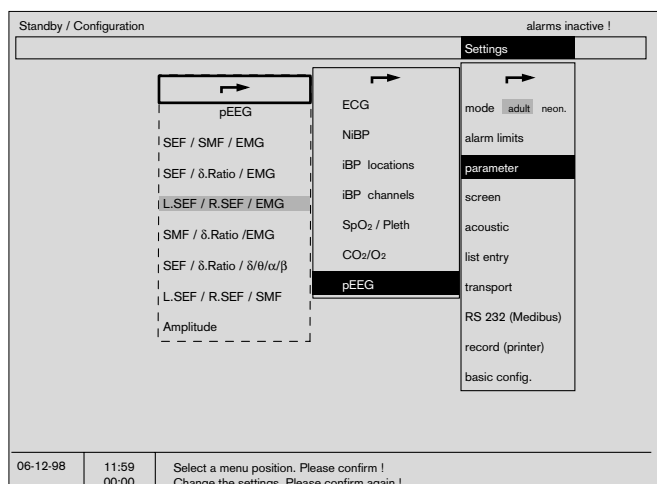 Standby / Configuration
alarms inactive !
Settings
pEEG
SEF / SMF / EMG
SEF / δ.Ratio / EMG
L.SEF / R.SEF / EMG
SMF / δ.Ratio /EMG
SEF / δ.Ratio / δ/θ/α/β
L.SEF / R.SEF / SMF
Amplitude
ECG
NiBP
iBP locations
iBP channels
SpO₂ / Pleth
CO₂/O₂
pEEG
mode adult neon.
alarm limits
parameter
screen
acoustic
list entry
transport
RS 232 (Medibus)
record (printer)
basic config.
06-12-98
11:59
00:00
Select a menu position. Please confirm !
Change the settings. Please confirm again !